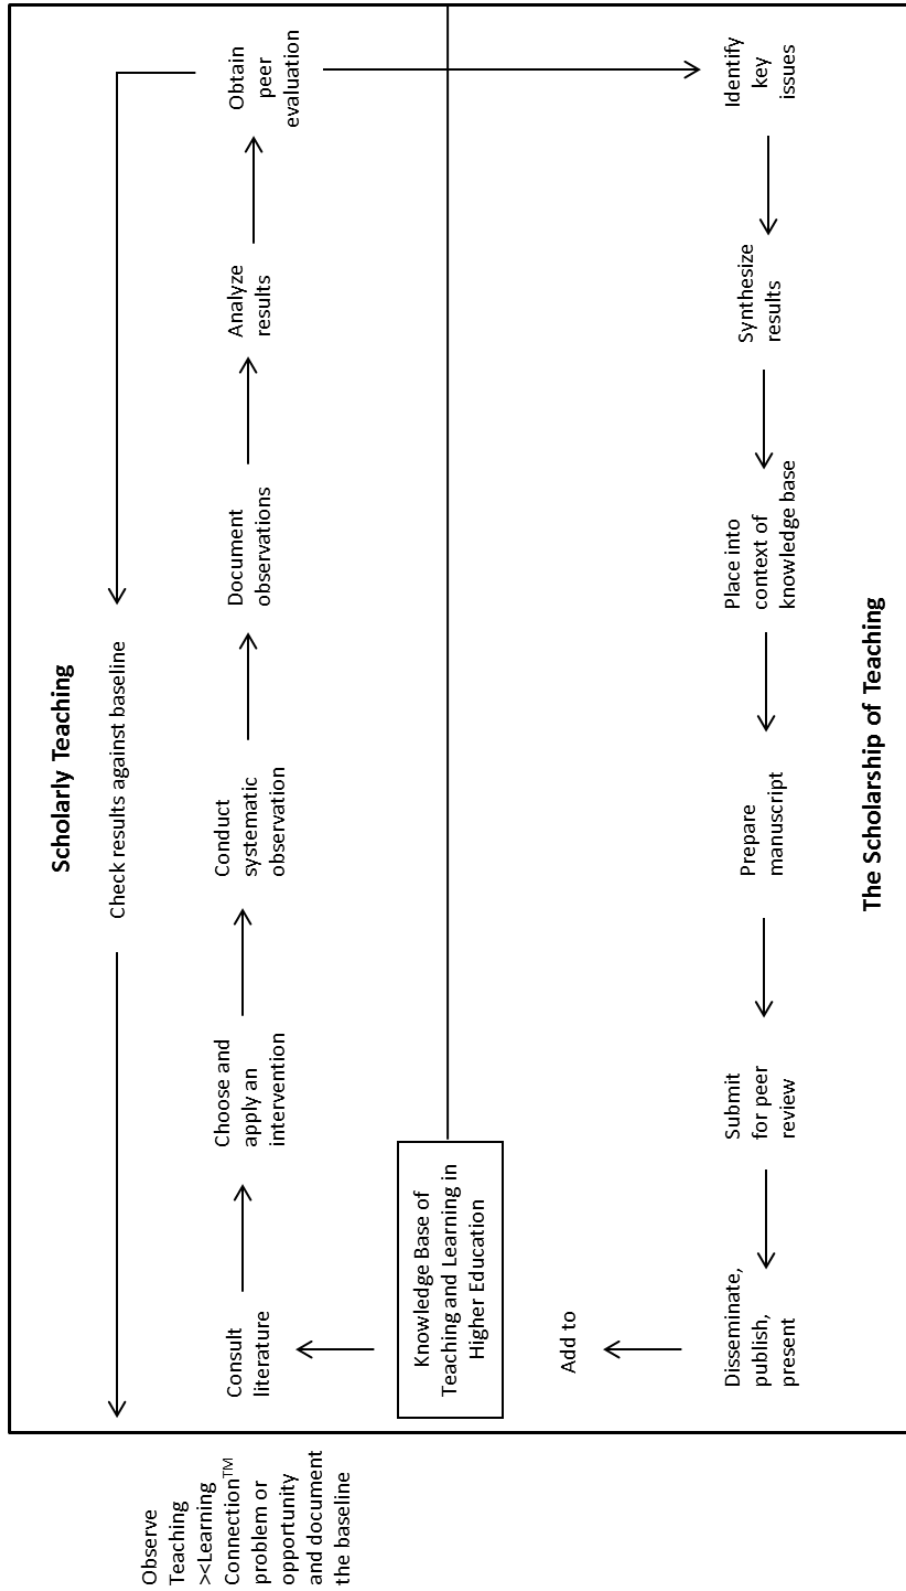 Scholarly Teaching
Check results against baseline
Observe
Teaching
><Learning
Connection™
problem or
opportunity
and document
the baseline
Consult
literature
Choose and
apply an
intervention
Conduct
systematic
observation
Document
observations
Analyze
results
Obtain
peer
evaluation
Knowledge Base of
Teaching and Learning in
Higher Education
Add to
Disseminate,
publish,
present
Submit
for peer
review
Prepare
manuscript
Place into
context of
knowledge base
Synthesize
results
Identify
key
issues
The Scholarship of Teaching